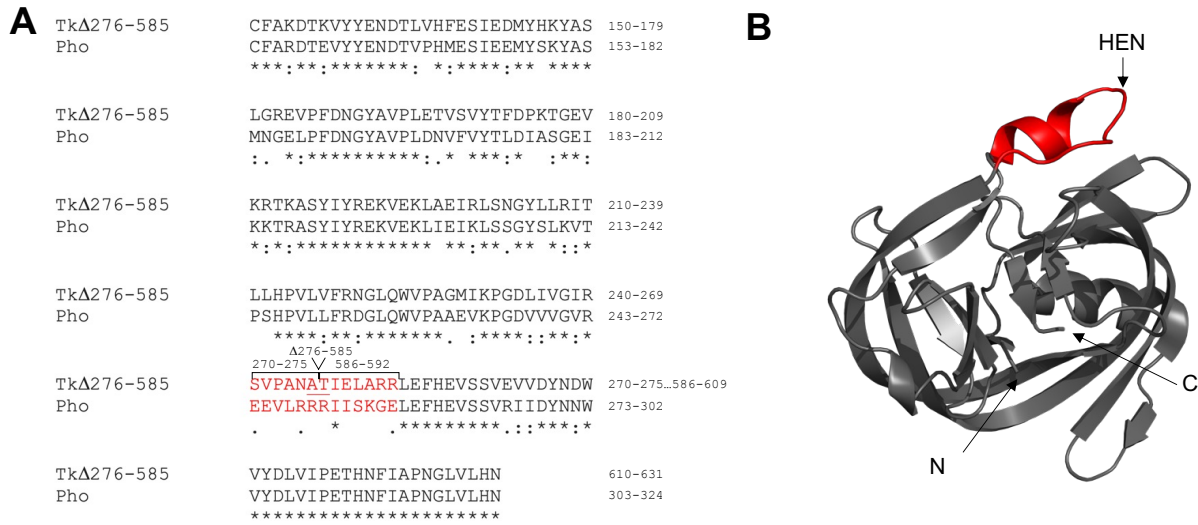 A
TkΔ276-585 CFAKDTKVYYENDTLVHFESIEDMYHKYAS 150-179
Pho CFARDTEVYYENDTVPHMESIEEMYSKYAS 153-182
***:**:*******: *:****:** ****
TkΔ276-585 LGREVPFDNGYAVPLETVSVYTFDPKTGEV 180-209
Pho MNGELPFDNGYAVPLDNVFVYTLDIASGEI 183-212
:. *:**********:.* ***:* :**:
TkΔ276-585 KRTKASYIYREKVEKLAEIRLSNGYLLRIT 210-239
Pho KKTRASYIYREKVEKLIEIKLSSGYSLKVT 213-242
*:*:************ **:**.** *::*
TkΔ276-585 LLHPVLVFRNGLQWVPAGMIKPGDLIVGIR 240-269
Pho PSHPVLLFRDGLQWVPAAEVKPGDVVVGVR 243-272
****:**:*******. :****::**:*
Δ276-585
270-275 586-592
TkΔ276-585 SVPANATIELARRLEFHEVSSVEVVDYNDW 270-275…586-609
Pho EEVLRRRIISKGELEFHEVSSVRIIDYNNW 273-302
. . * .*********.::***:*
TkΔ276-585 VYDLVIPETHNFIAPNGLVLHN 610-631
Pho VYDLVIPETHNFIAPNGLVLHN 303-324
**********************
B
HEN
C
N